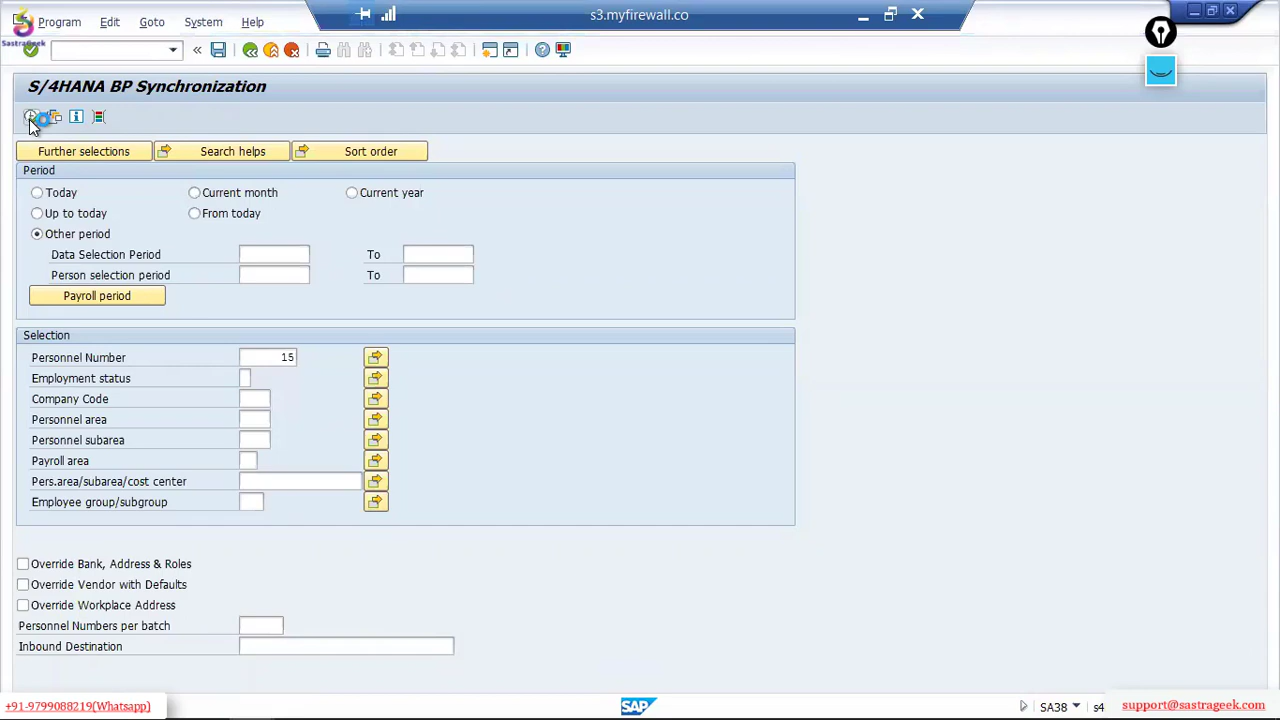 s3.myfirewall.co
Program Edit Goto System Help
SastraGeek
S/4HANA BP Synchronization
Further selections Search helps Sort order
Period
Today Current month Current year
Up to today From today
Other period
Data Selection Period To
Person selection period To
Payroll period
Selection
Personnel Number 15
Employment status
Company Code
Personnel area
Personnel subarea
Payroll area
Pers.area/subarea/cost center
Employee group/subgroup
Override Bank, Address & Roles
Override Vendor with Defaults
Override Workplace Address
Personnel Numbers per batch
Inbound Destination
+91-9799088219(Whatsapp) SAP SA38 s4 support@sastrageek.com